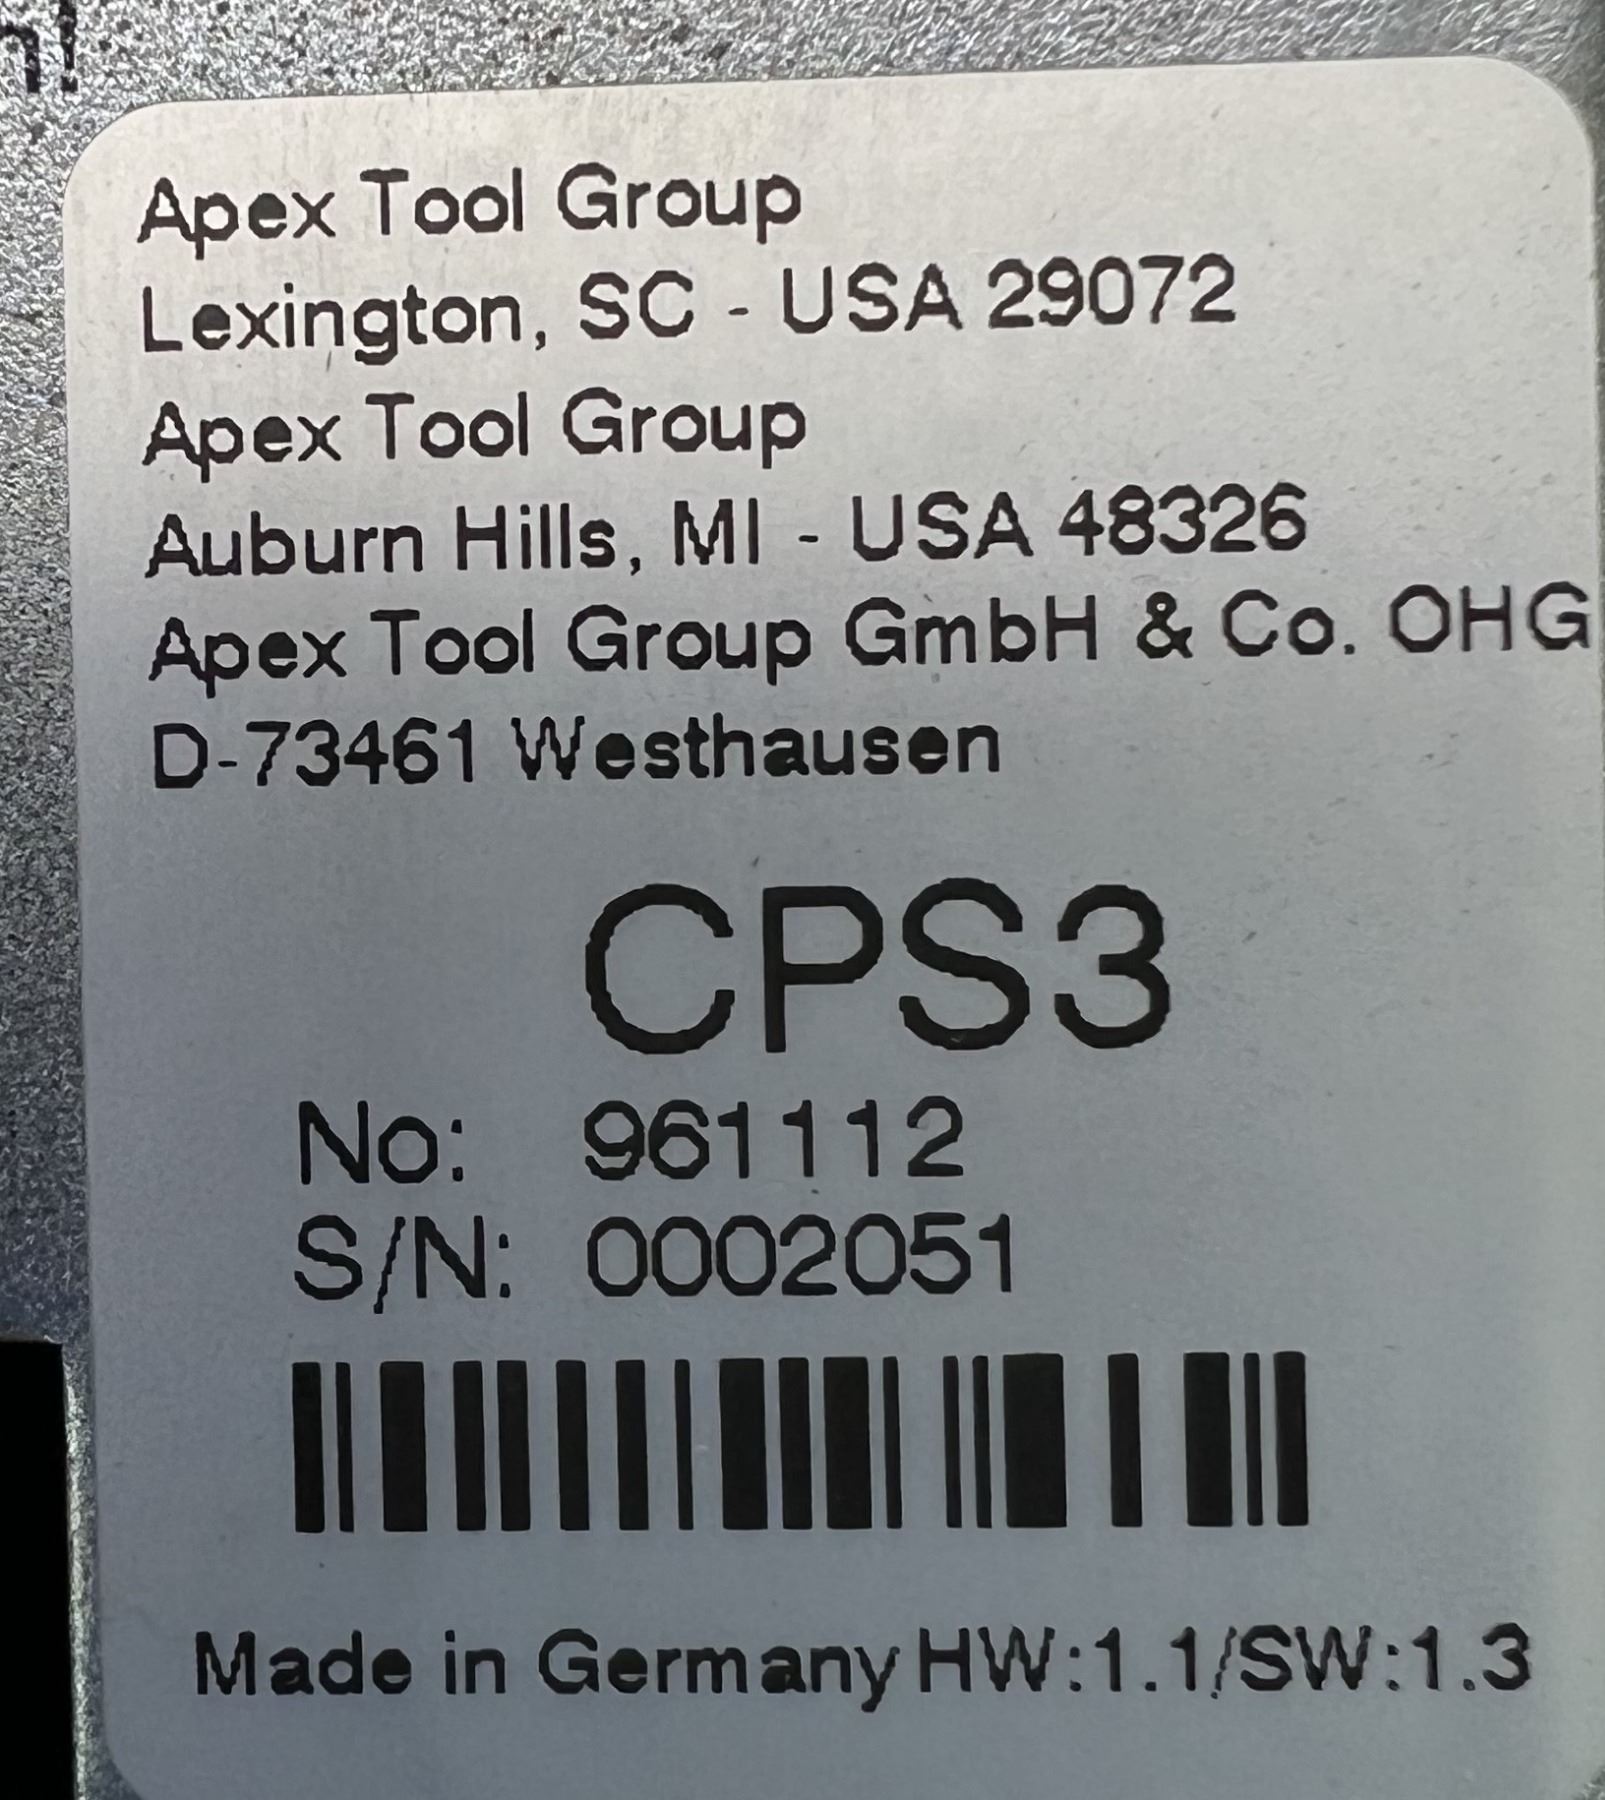 Apex Tool Group
Lexington, SC - USA 29072
Apex Tool Group
Auburn Hills, MI - USA 48326
Apex Tool Group GmbH & Co. OHG
D-73461 Westhausen
CPS3
No: 961112
S/N: 0002051
Made in Germany HW:1.1/SW:1.3